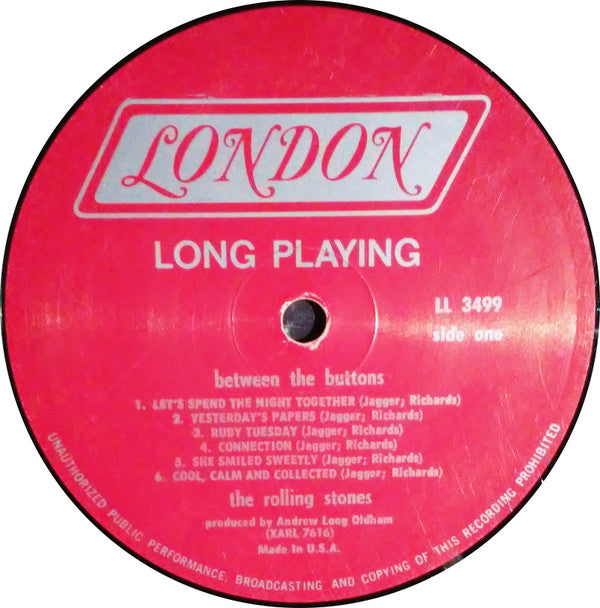 LONDON
LONG PLAYING
LL 3499
side one
between the buttons
1. LET'S SPEND THE NIGHT TOGETHER (Jagger; Richards)
2. YESTERDAY'S PAPERS (Jagger; Richards)
3. RUBY TUESDAY (Jagger; Richards)
4. CONNECTION (Jagger; Richards)
5. SHE SMILED SWEETLY (Jagger; Richards)
6. COOL, CALM AND COLLECTED (Jagger; Richards)
the rolling stones
produced by Andrew Loog Oldham
(XARL 7616)
Made in U.S.A.
UNAUTHORIZED PUBLIC PERFORMANCE, BROADCASTING AND COPYING OF THIS RECORDING PROHIBITED